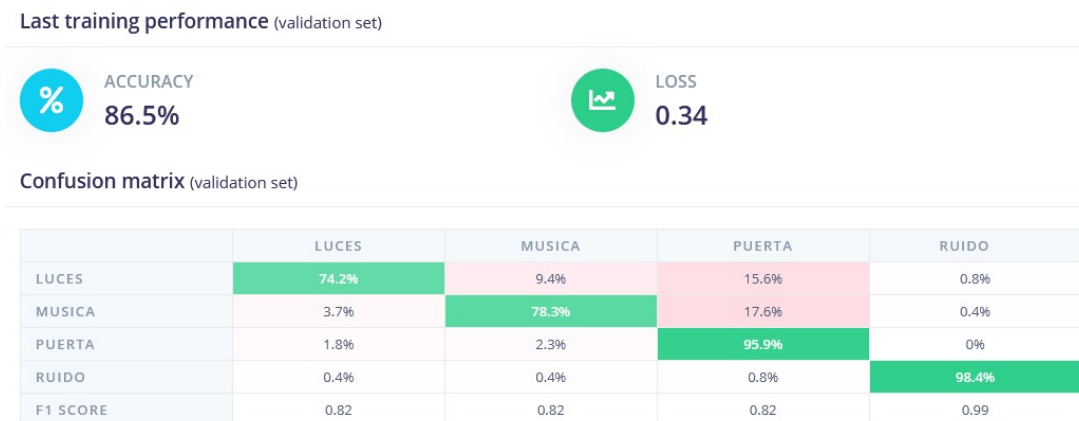 Last training performance (validation set)
ACCURACY
86.5%
LOSS
0.34
Confusion matrix (validation set)
LUCES MUSICA PUERTA RUIDO
LUCES 74.2% 9.4% 15.6% 0.8%
MUSICA 3.7% 78.3% 17.6% 0.4%
PUERTA 1.8% 2.3% 95.9% 0%
RUIDO 0.4% 0.4% 0.8% 98.4%
F1 SCORE 0.82 0.82 0.82 0.99